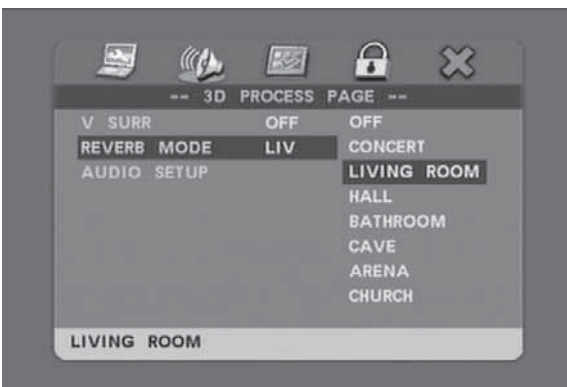 -- 3D PROCESS PAGE --
V SURR OFF OFF
REVERB MODE LIV CONCERT
AUDIO SETUP LIVING ROOM
HALL
BATHROOM
CAVE
ARENA
CHURCH
LIVING ROOM